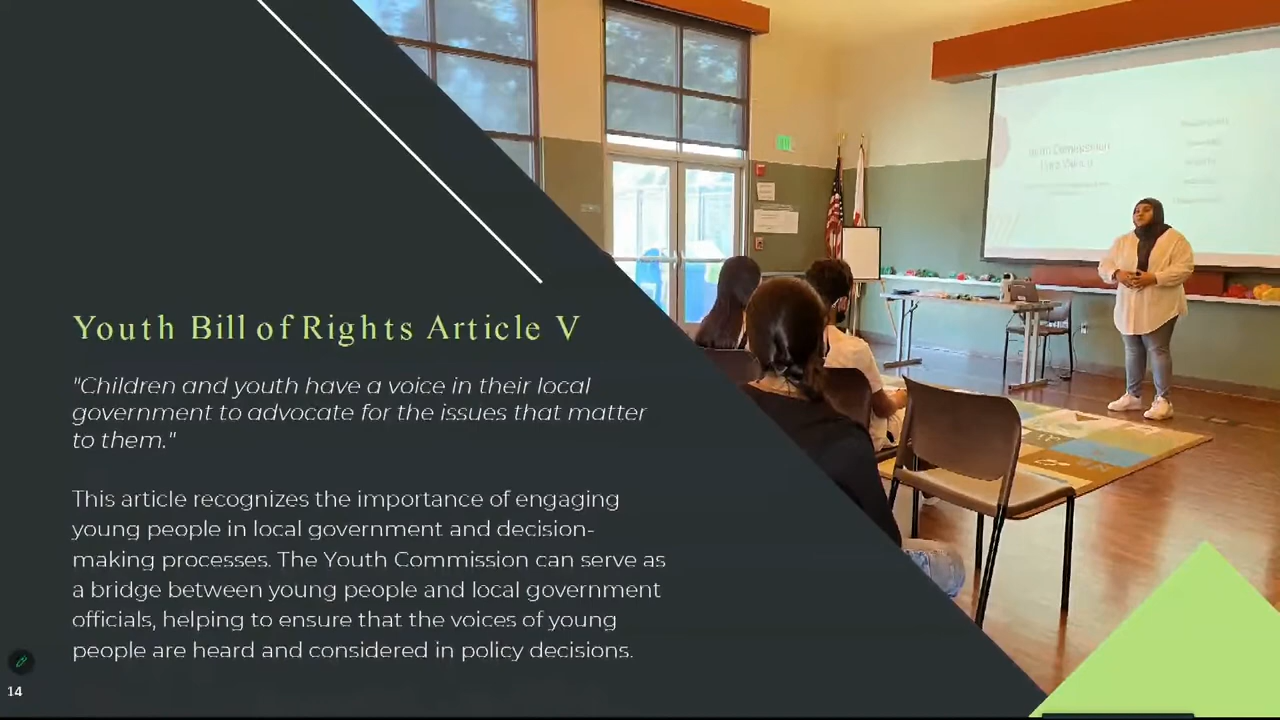 Youth Bill of Rights Article V
"Children and youth have a voice in their local
government to advocate for the issues that matter
to them."
This article recognizes the importance of engaging
young people in local government and decision-
making processes. The Youth Commission can serve as
a bridge between young people and local government
officials, helping to ensure that the voices of young
people are heard and considered in policy decisions.
14